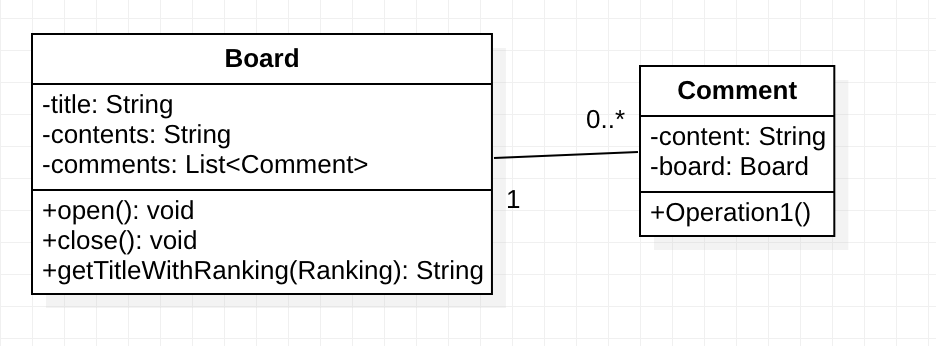 Board
-title: String
-contents: String
-comments: List<Comment>
+open(): void
+close(): void
+getTitleWithRanking(Ranking): String
1
0..*
Comment
-content: String
-board: Board
+Operation1()